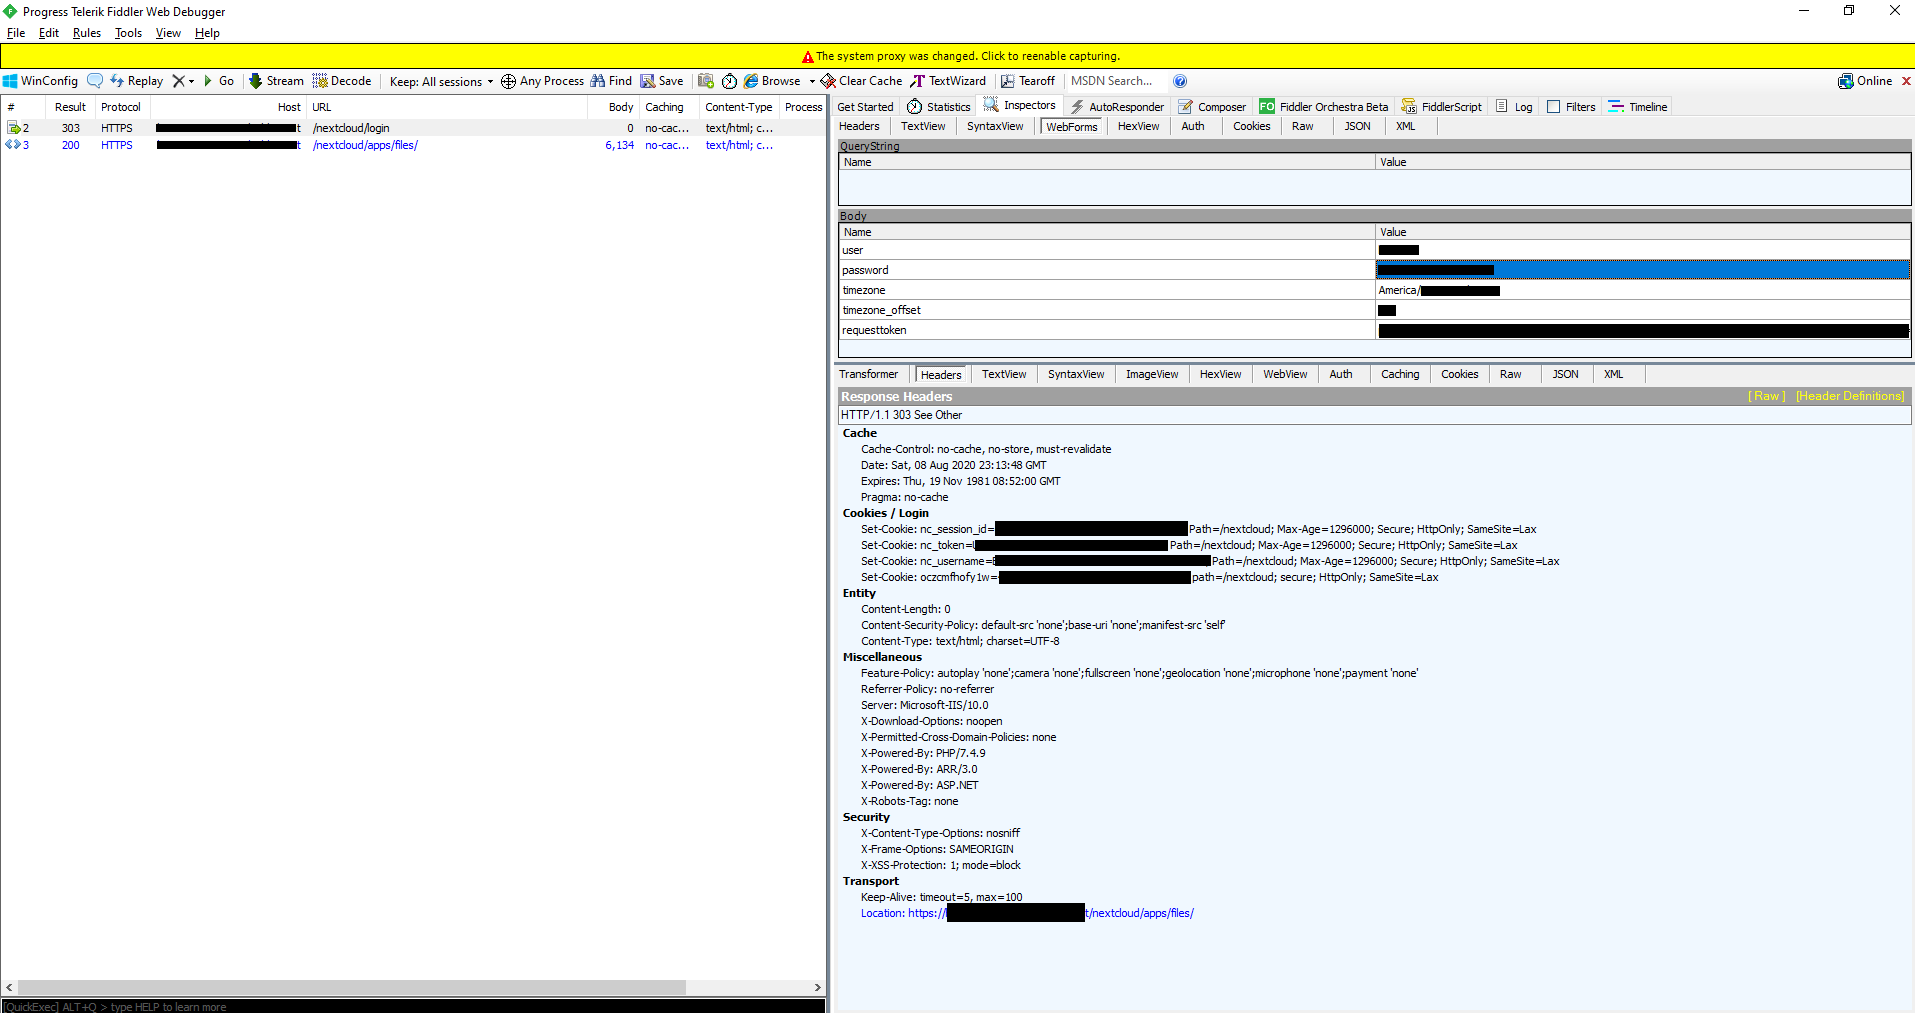 Progress Telerik Fiddler Web Debugger
File Edit Rules Tools View Help
The system proxy was changed. Click to reenable capturing.
WinConfig Replay Go Stream Decode Keep: All sessions Any Process Find Save Browse Clear Cache TextWizard Tearoff MSDN Search... Online
# Result Protocol Host URL Body Caching Content-Type Process
2 303 HTTPS t /nextcloud/login 0 no-cac... text/html; c...
3 200 HTTPS t /nextcloud/apps/files/ 6,134 no-cac... text/html; c...
[QuickExec] ALT+Q > type HELP to learn more
Get Started Statistics Inspectors AutoResponder Composer FO Fiddler Orchestra Beta FiddlerScript Log Filters Timeline
Headers TextView SyntaxView WebForms HexView Auth Cookies Raw JSON XML
QueryString
Name Value
Body
Name Value
user
password
timezone America/
timezone_offset
requesttoken
Transformer Headers TextView SyntaxView ImageView HexView WebView Auth Caching Cookies Raw JSON XML
Response Headers [ Raw ] [Header Definitions]
HTTP/1.1 303 See Other
Cache
Cache-Control: no-cache, no-store, must-revalidate
Date: Sat, 08 Aug 2020 23:13:48 GMT
Expires: Thu, 19 Nov 1981 08:52:00 GMT
Pragma: no-cache
Cookies / Login
Set-Cookie: nc_session_id= Path=/nextcloud; Max-Age=1296000; Secure; HttpOnly; SameSite=Lax
Set-Cookie: nc_token= Path=/nextcloud; Max-Age=1296000; Secure; HttpOnly; SameSite=Lax
Set-Cookie: nc_username= Path=/nextcloud; Max-Age=1296000; Secure; HttpOnly; SameSite=Lax
Set-Cookie: oczcmfhofy1w= path=/nextcloud; secure; HttpOnly; SameSite=Lax
Entity
Content-Length: 0
Content-Security-Policy: default-src 'none';base-uri 'none';manifest-src 'self'
Content-Type: text/html; charset=UTF-8
Miscellaneous
Feature-Policy: autoplay 'none';camera 'none';fullscreen 'none';geolocation 'none';microphone 'none';payment 'none'
Referrer-Policy: no-referrer
Server: Microsoft-IIS/10.0
X-Download-Options: noopen
X-Permitted-Cross-Domain-Policies: none
X-Powered-By: PHP/7.4.9
X-Powered-By: ARR/3.0
X-Powered-By: ASP.NET
X-Robots-Tag: none
Security
X-Content-Type-Options: nosniff
X-Frame-Options: SAMEORIGIN
X-XSS-Protection: 1; mode=block
Transport
Keep-Alive: timeout=5, max=100
Location: https:// t/nextcloud/apps/files/